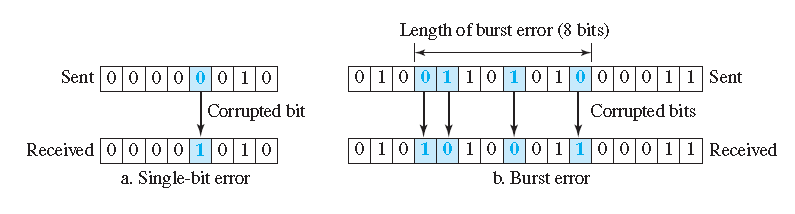 Length of burst error (8 bits)
Sent 0 0 0 0 0 0 1 0
0 1 0 0 1 1 0 1 0 1 0 0 0 0 1 1 Sent
Corrupted bit
Corrupted bits
Received 0 0 0 0 1 0 1 0
0 1 0 1 0 1 0 0 0 1 1 0 0 0 1 1 Received
a. Single-bit error
b. Burst error